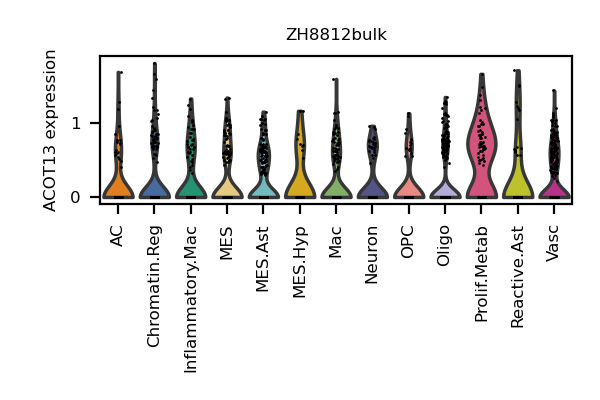 ZH8812bulk
ACOT13 expression
1
0
AC
Chromatin.Reg
Inflammatory.Mac
MES
MES.Ast
MES.Hyp
Mac
Neuron
OPC
Oligo
Prolif.Metab
Reactive.Ast
Vasc